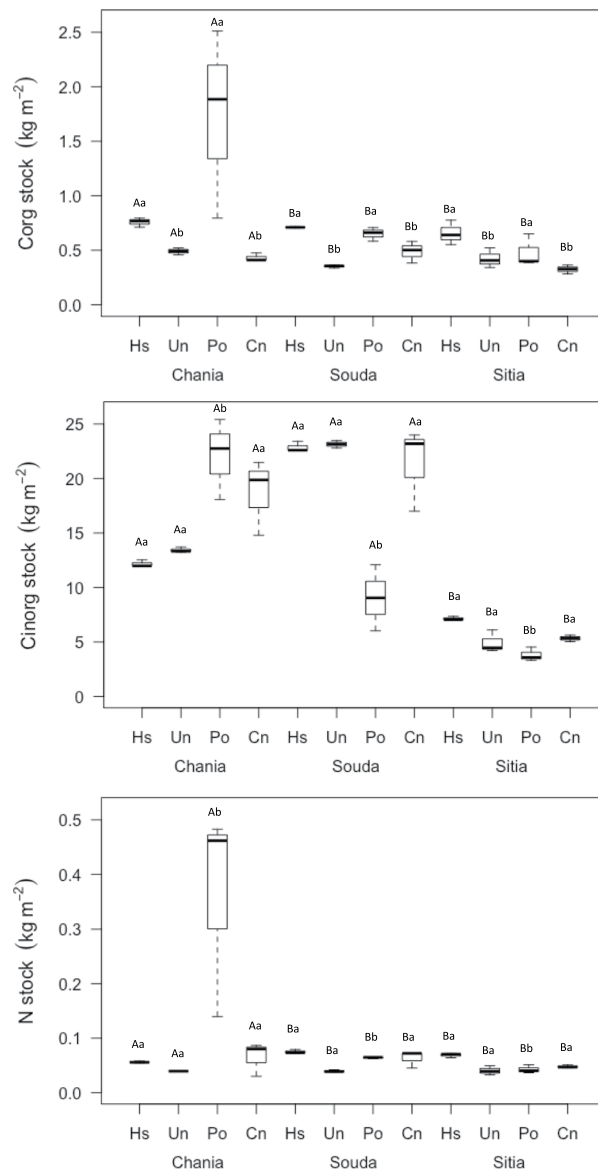 Corg stock (kg m⁻²)
2.5
2.0
1.5
1.0
0.5
0.0
Aa
Ab
Aa
Ab
Ba
Bb
Ba
Bb
Ba
Bb
Ba
Bb
Hs Un Po Cn Hs Un Po Cn Hs Un Po Cn
Chania Souda Sitia
Cinorg stock (kg m⁻²)
25
20
15
10
5
0
Aa
Aa
Ab
Aa
Aa
Aa
Ab
Aa
Ba
Ba
Bb
Ba
Hs Un Po Cn Hs Un Po Cn Hs Un Po Cn
Chania Souda Sitia
N stock (kg m⁻²)
0.5
0.4
0.3
0.2
0.1
0.0
Aa
Aa
Ab
Aa
Ba
Ba
Bb
Ba
Ba
Ba
Bb
Ba
Hs Un Po Cn Hs Un Po Cn Hs Un Po Cn
Chania Souda Sitia